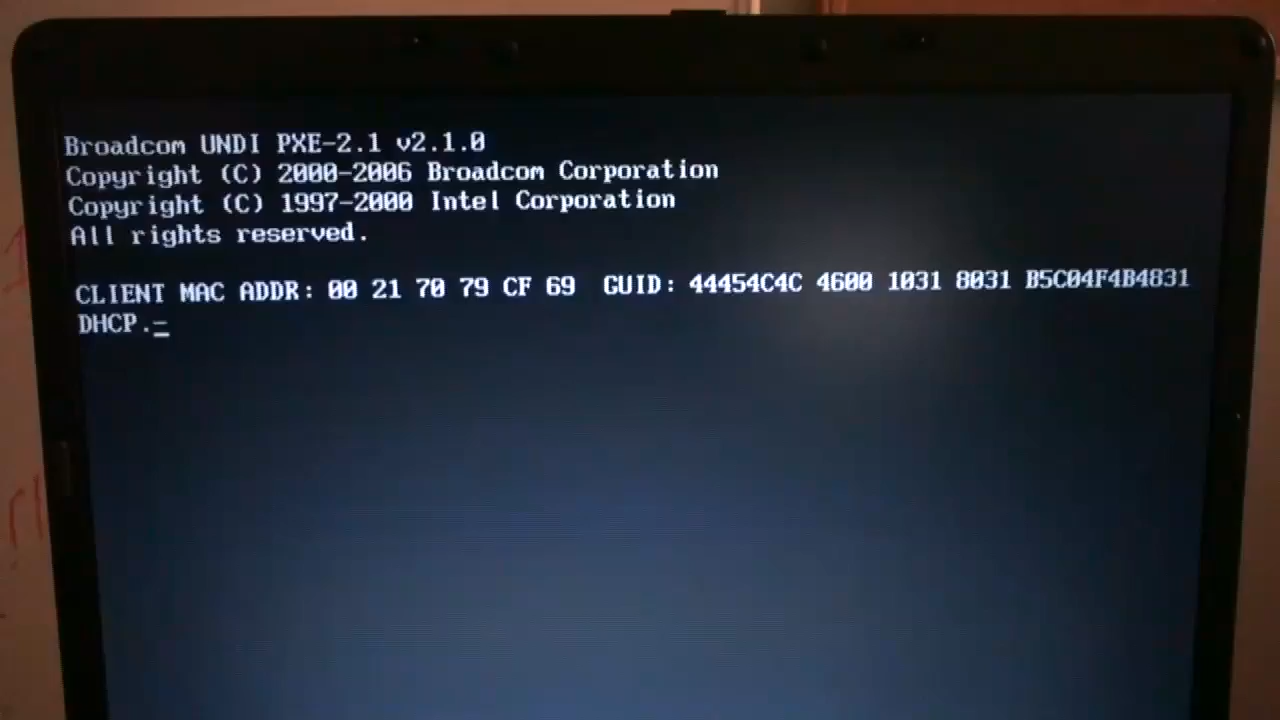 Broadcom UNDI PXE-2.1 v2.1.0
Copyright (C) 2000-2006 Broadcom Corporation
Copyright (C) 1997-2000 Intel Corporation
All rights reserved.
CLIENT MAC ADDR: 00 21 70 79 CF 69 GUID: 44454C4C 4600 1031 8031 B5C04F4B4831
DHCP.